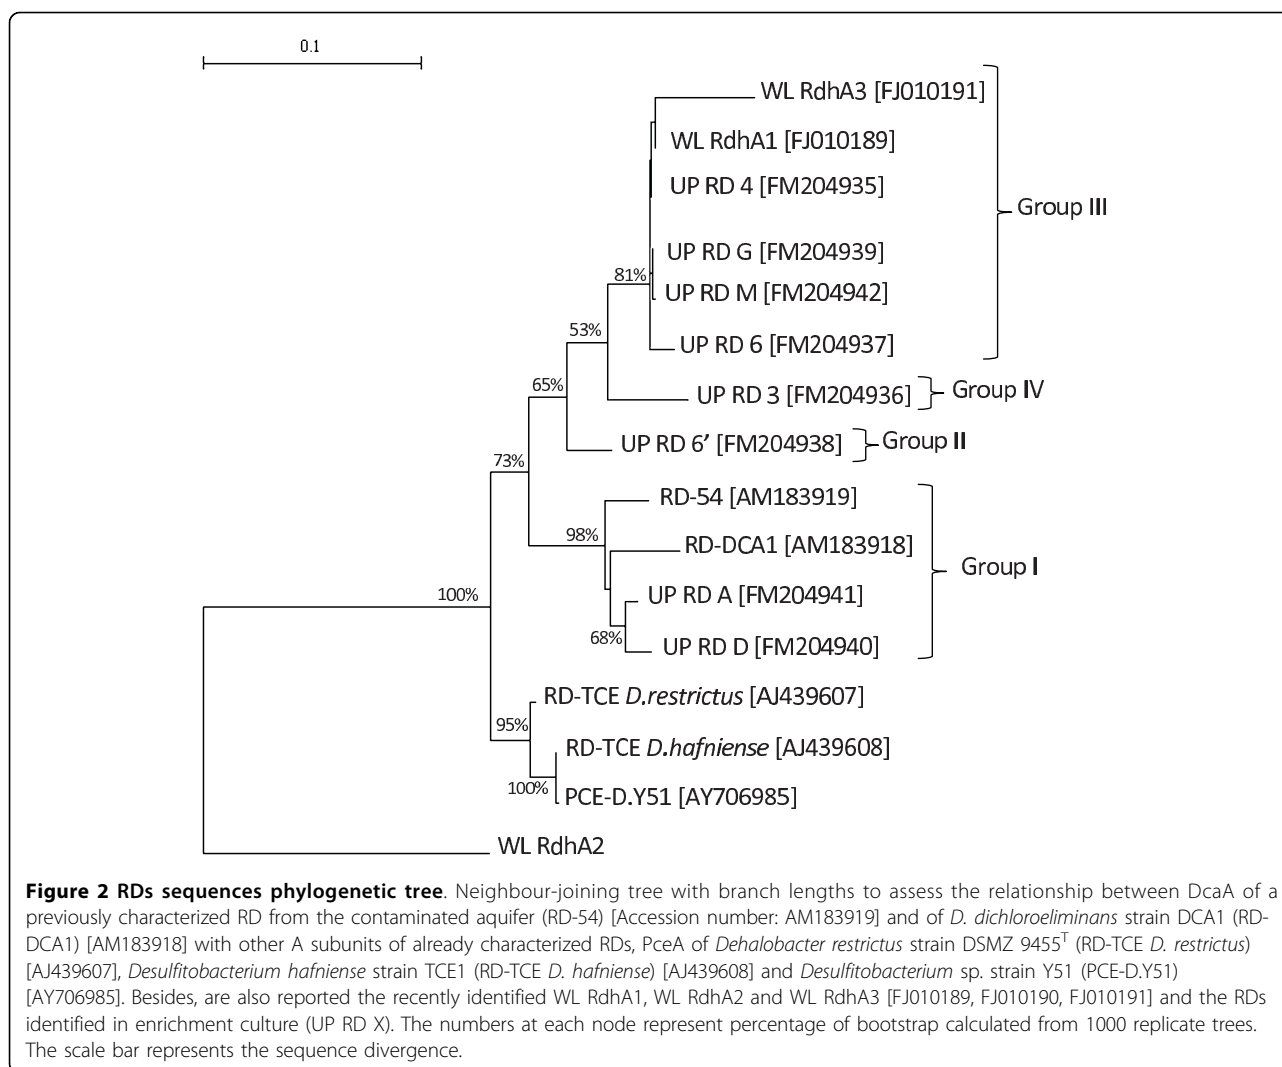 0.1
WL RdhA3 [FJ010191]
WL RdhA1 [FJ010189]
UP RD 4 [FM204935]
Group III
UP RD G [FM204939]
81%
UP RD M [FM204942]
53%
UP RD 6 [FM204937]
65%
UP RD 3 [FM204936]
Group IV
UP RD 6’ [FM204938]
Group II
73%
RD-54 [AM183919]
98%
RD-DCA1 [AM183918]
Group I
100%
UP RD A [FM204941]
68%
UP RD D [FM204940]
RD-TCE D.restrictus [AJ439607]
95%
RD-TCE D.hafniense [AJ439608]
100%
PCE-D.Y51 [AY706985]
WL RdhA2
Figure 2 RDs sequences phylogenetic tree. Neighbour-joining tree with branch lengths to assess the relationship between DcaA of a
previously characterized RD from the contaminated aquifer (RD-54) [Accession number: AM183919] and of D. dichloroeliminans strain DCA1 (RD-
DCA1) [AM183918] with other A subunits of already characterized RDs, PceA of Dehalobacter restrictus strain DSMZ 9455T (RD-TCE D. restrictus)
[AJ439607], Desulfitobacterium hafniense strain TCE1 (RD-TCE D. hafniense) [AJ439608] and Desulfitobacterium sp. strain Y51 (PCE-D.Y51)
[AY706985]. Besides, are also reported the recently identified WL RdhA1, WL RdhA2 and WL RdhA3 [FJ010189, FJ010190, FJ010191] and the RDs
identified in enrichment culture (UP RD X). The numbers at each node represent percentage of bootstrap calculated from 1000 replicate trees.
The scale bar represents the sequence divergence.